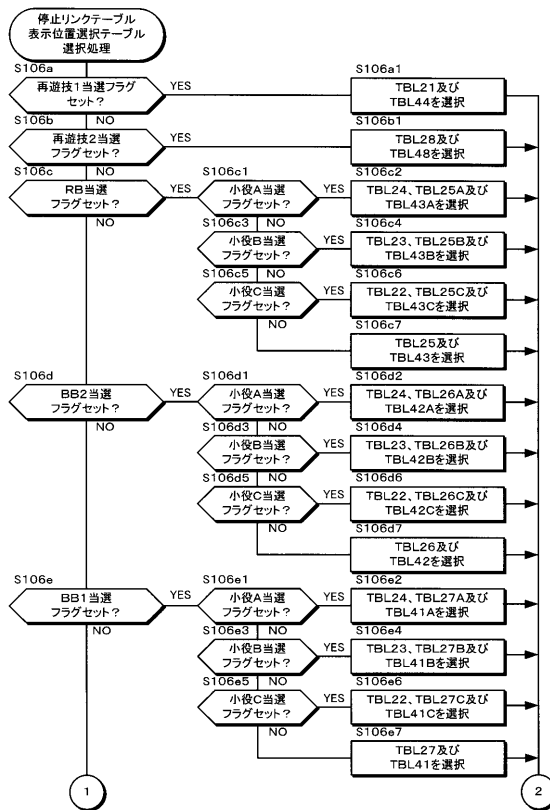 停止リンクテーブル
表示位置選択テーブル
選択処理
S106a
再遊技1当選フラグ
セット?
YES
NO
S106a1
TBL21及び
TBL44を選択
S106b
再遊技2当選
フラグセット?
YES
NO
S106b1
TBL28及び
TBL48を選択
S106c
RB当選
フラグセット?
YES
NO
S106c1
小役A当選
フラグセット?
YES
NO
S106c2
TBL24、TBL25A及び
TBL43Aを選択
S106c3
小役B当選
フラグセット?
YES
NO
S106c4
TBL23、TBL25B及び
TBL43Bを選択
S106c5
小役C当選
フラグセット?
YES
NO
S106c6
TBL22、TBL25C及び
TBL43Cを選択
S106c7
TBL25及び
TBL43を選択
S106d
BB2当選
フラグセット?
YES
NO
S106d1
小役A当選
フラグセット?
YES
NO
S106d2
TBL24、TBL26A及び
TBL42Aを選択
S106d3
小役B当選
フラグセット?
YES
NO
S106d4
TBL23、TBL26B及び
TBL42Bを選択
S106d5
小役C当選
フラグセット?
YES
NO
S106d6
TBL22、TBL26C及び
TBL42Cを選択
S106d7
TBL26及び
TBL42を選択
S106e
BB1当選
フラグセット?
YES
NO
S106e1
小役A当選
フラグセット?
YES
NO
S106e2
TBL24、TBL27A及び
TBL41Aを選択
S106e3
小役B当選
フラグセット?
YES
NO
S106e4
TBL23、TBL27B及び
TBL41Bを選択
S106e5
小役C当選
フラグセット?
YES
NO
S106e6
TBL22、TBL27C及び
TBL41Cを選択
S106e7
TBL27及び
TBL41を選択
1
2